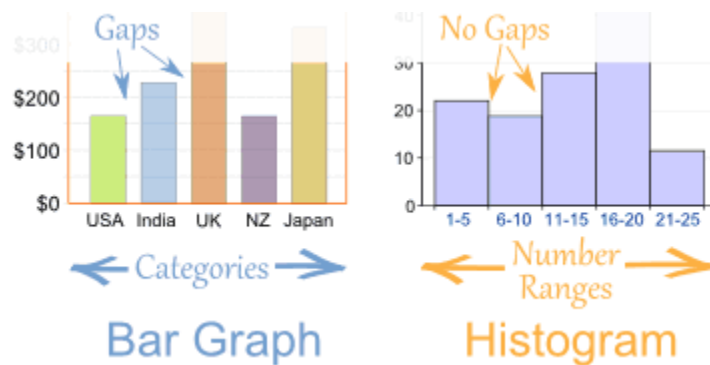 Gaps
$300
$200
$100
$0
USA India UK NZ Japan
Categories
Bar Graph
No Gaps
40
30
20
10
0
1-5 6-10 11-15 16-20 21-25
Number
Ranges
Histogram